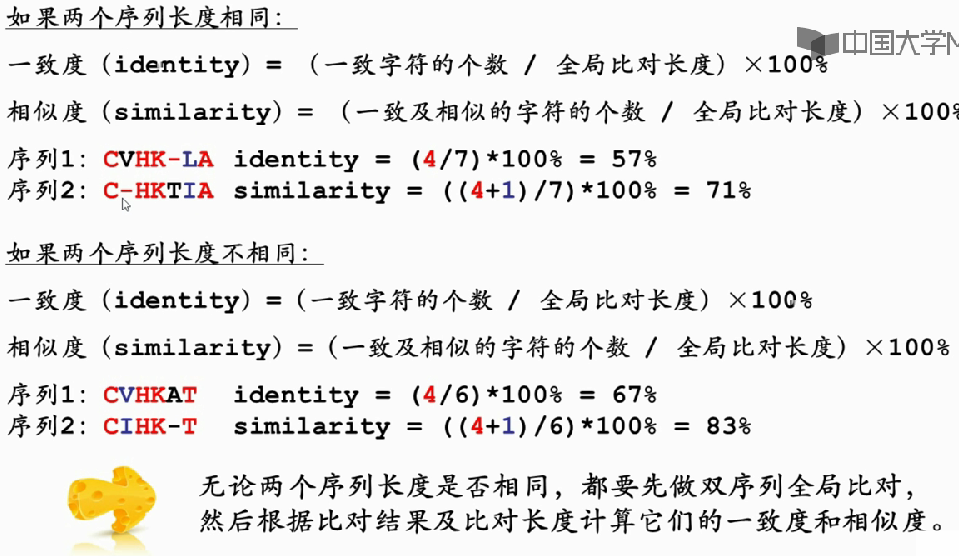 如果两个序列长度相同：
中国大学M
一致度（identity）=（一致字符的个数 / 全局比对长度）×100%
相似度（similarity）=（一致及相似的字符的个数 / 全局比对长度）×100%
序列1：CVHK-LA identity = (4/7)*100% = 57%
序列2：C-HKTIA similarity = ((4+1)/7)*100% = 71%
如果两个序列长度不相同：
一致度（identity）=（一致字符的个数 / 全局比对长度）×100%
相似度（similarity）=（一致及相似的字符的个数 / 全局比对长度）×100%
序列1：CVHKAT identity = (4/6)*100% = 67%
序列2：CIHK-T similarity = ((4+1)/6)*100% = 83%
无论两个序列长度是否相同，都要先做双序列全局比对，
然后根据比对结果及比对长度计算它们的一致度和相似度。